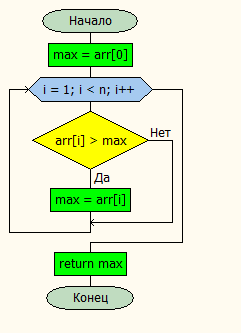 Начало
max = arr[0]
i = 1; i < n; i++
arr[i] > max
Нет
Да
max = arr[i]
return max
Конец